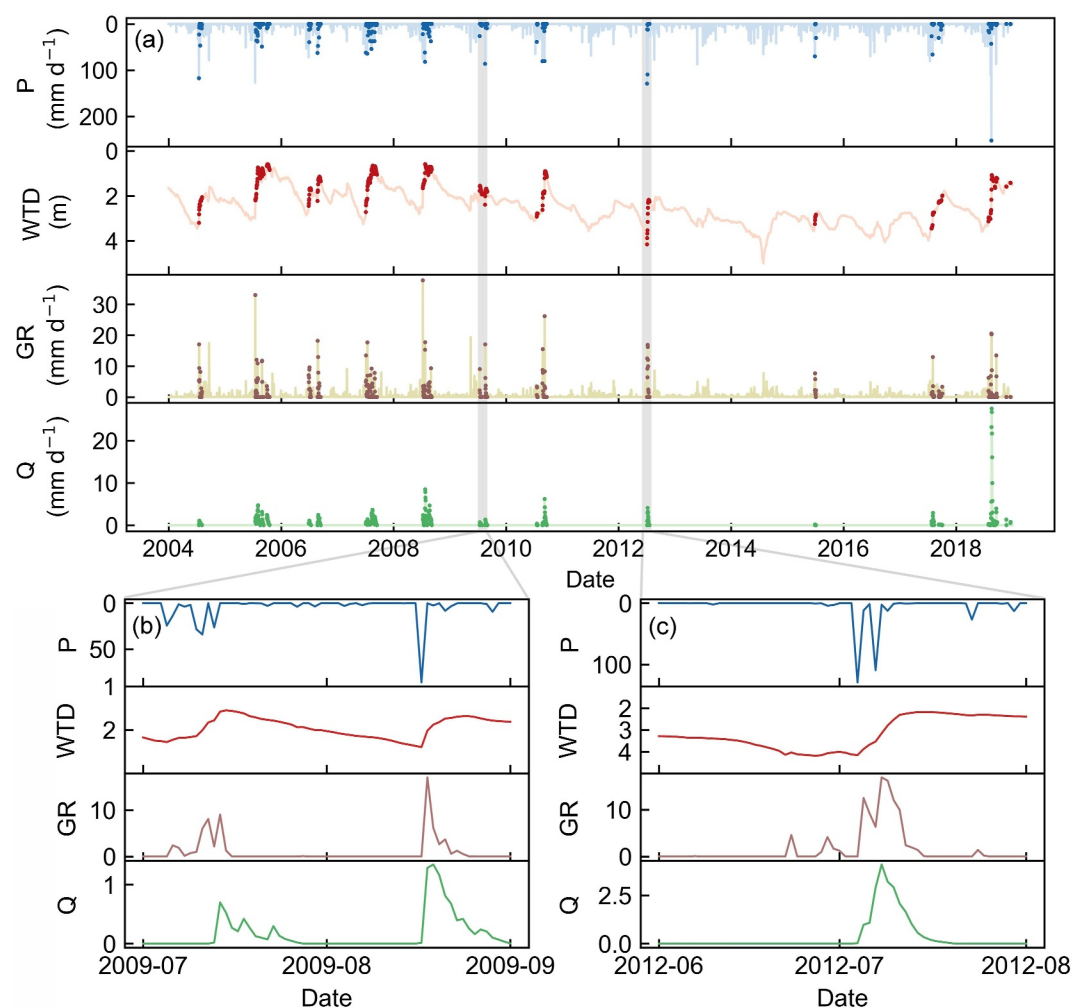 (a)
P
(mm d⁻¹)
0
100
200
WTD
(m)
0
2
4
GR
(mm d⁻¹)
30
20
10
0
Q
(mm d⁻¹)
20
10
0
2004 2006 2008 2010 2012 2014 2016 2018
Date
(b)
P
0
50
WTD
1
2
GR
10
0
Q
1
0
2009-07 2009-08 2009-09
Date
(c)
P
0
100
WTD
2
3
4
GR
10
0
Q
2.5
0.0
2012-06 2012-07 2012-08
Date